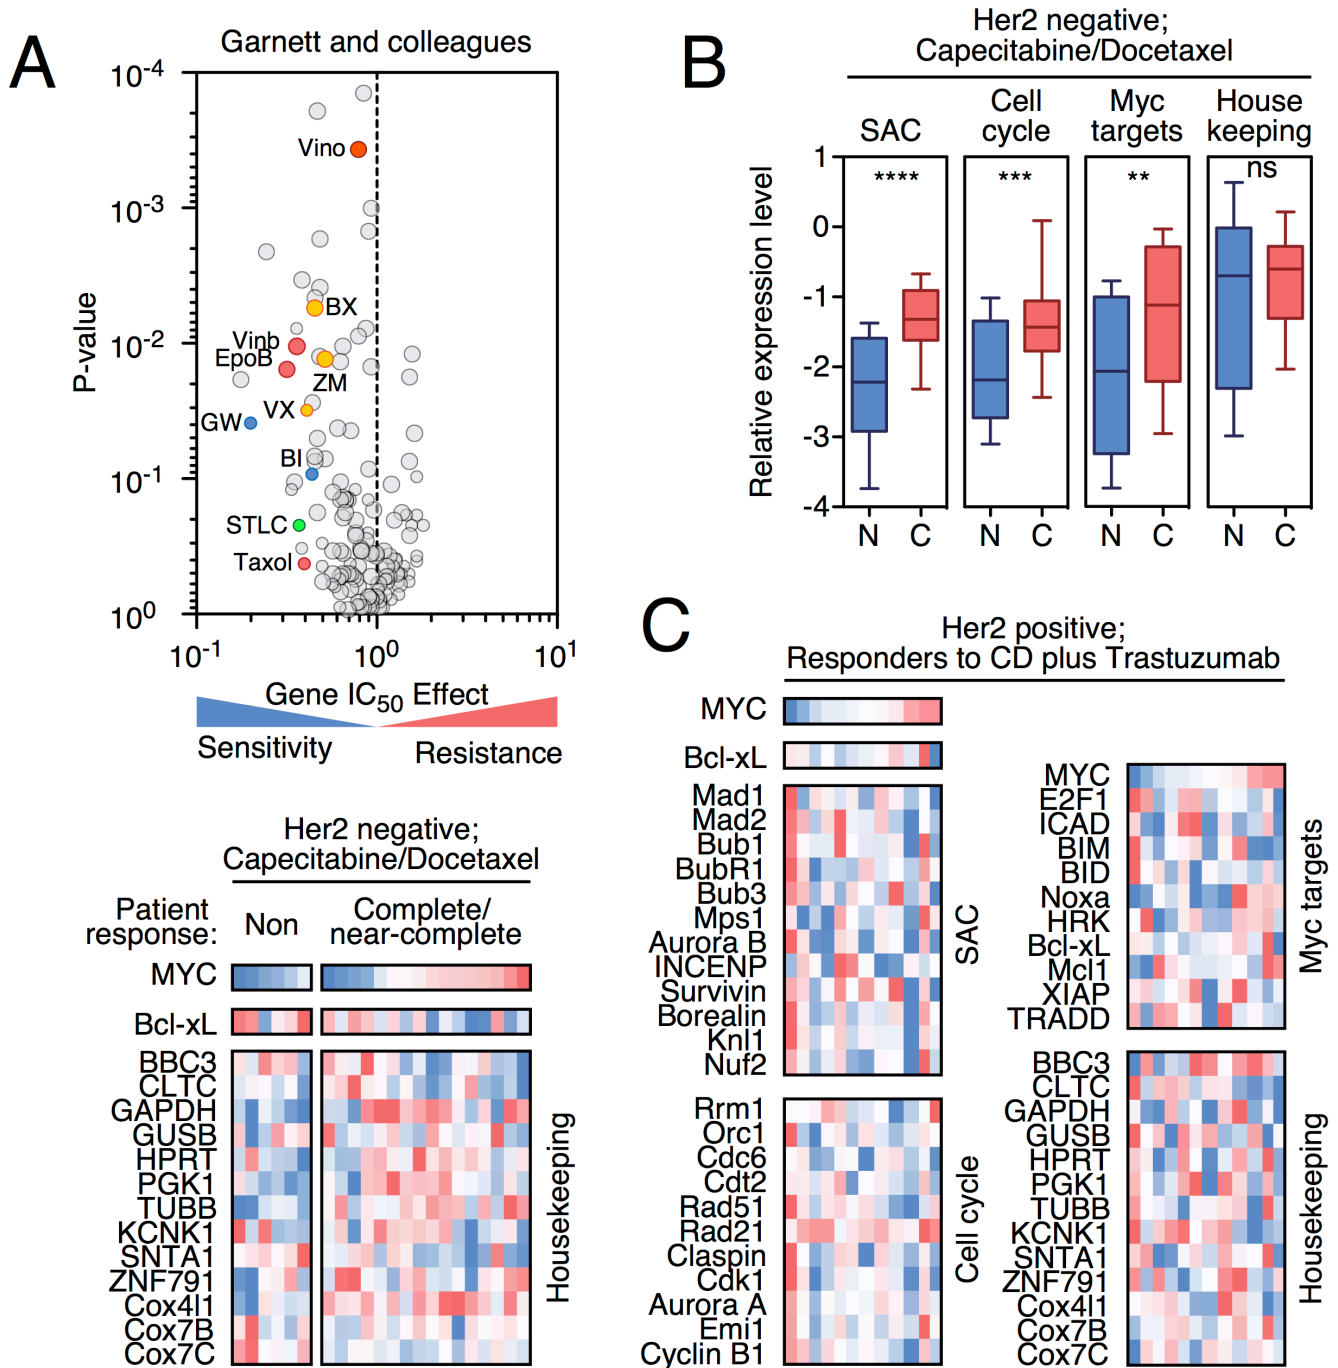 A
Garnett and colleagues
10-4
10-3
10-2
10-1
100
P-value
Vino
BX
Vinb
EpoB
ZM
VX
GW
BI
STLC
Taxol
10-1
100
101
Gene IC50 Effect
Sensitivity
Resistance
B
Her2 negative;
Capecitabine/Docetaxel
SAC
Cell
cycle
Myc
targets
House
keeping
Relative expression level
1
0
-1
-2
-3
-4
****
***
**
ns
N C
N C
N C
N C
Her2 negative;
Capecitabine/Docetaxel
Patient
response:
Non
Complete/
near-complete
MYC
Bcl-xL
BBC3
CLTC
GAPDH
GUSB
HPRT
PGK1
TUBB
KCNK1
SNTA1
ZNF791
Cox4I1
Cox7B
Cox7C
Housekeeping
C
Her2 positive;
Responders to CD plus Trastuzumab
MYC
Bcl-xL
Mad1
Mad2
Bub1
BubR1
Bub3
Mps1
Aurora B
INCENP
Survivin
Borealin
Knl1
Nuf2
SAC
Rrm1
Orc1
Cdc6
Cdt2
Rad51
Rad21
Claspin
Cdk1
Aurora A
Emi1
Cyclin B1
Cell cycle
MYC
E2F1
ICAD
BIM
BID
Noxa
HRK
Bcl-xL
Mcl1
XIAP
TRADD
Myc targets
BBC3
CLTC
GAPDH
GUSB
HPRT
PGK1
TUBB
KCNK1
SNTA1
ZNF791
Cox4I1
Cox7B
Cox7C
Housekeeping